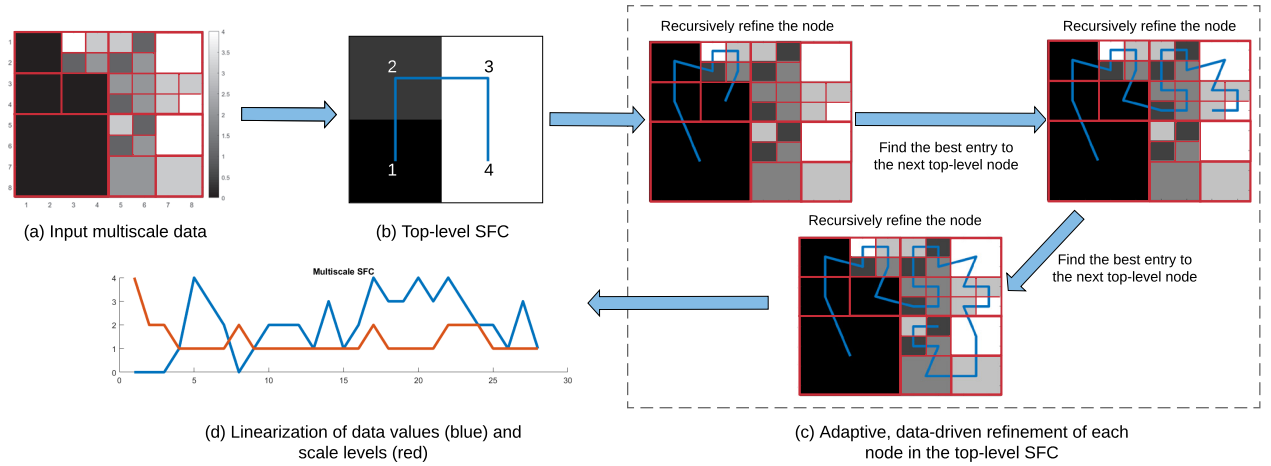 Recursively refine the node
Recursively refine the node
1
2
3
4
5
6
7
8
1 2 3 4 5 6 7 8
4
3.5
3
2.5
2
1.5
1
0.5
0
2 3
1 4
Find the best entry to
the next top-level node
(a) Input multiscale data
(b) Top-level SFC
Recursively refine the node
Find the best entry to
the next top-level node
Multiscale SFC
4
3
2
1
0
0 5 10 15 20 25 30
(d) Linearization of data values (blue) and
scale levels (red)
(c) Adaptive, data-driven refinement of each
node in the top-level SFC